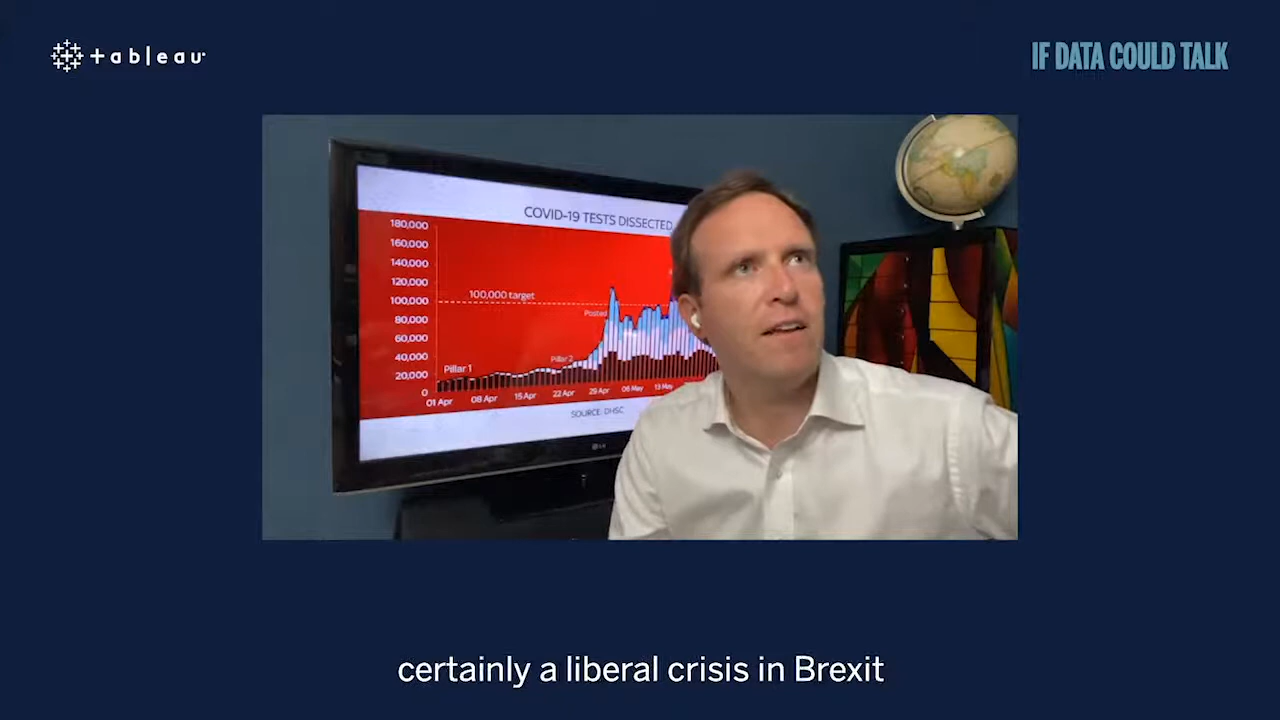 tableau
IF DATA COULD TALK
COVID-19 TESTS DISSECTED
180,000
160,000
140,000
120,000
100,000
80,000
60,000
40,000
20,000
0
100,000 target
Posted
Pillar 2
Pillar 1
01 Apr 08 Apr 15 Apr 22 Apr 29 Apr 06 May 13 May
SOURCE: DHSC
LG
certainly a liberal crisis in Brexit